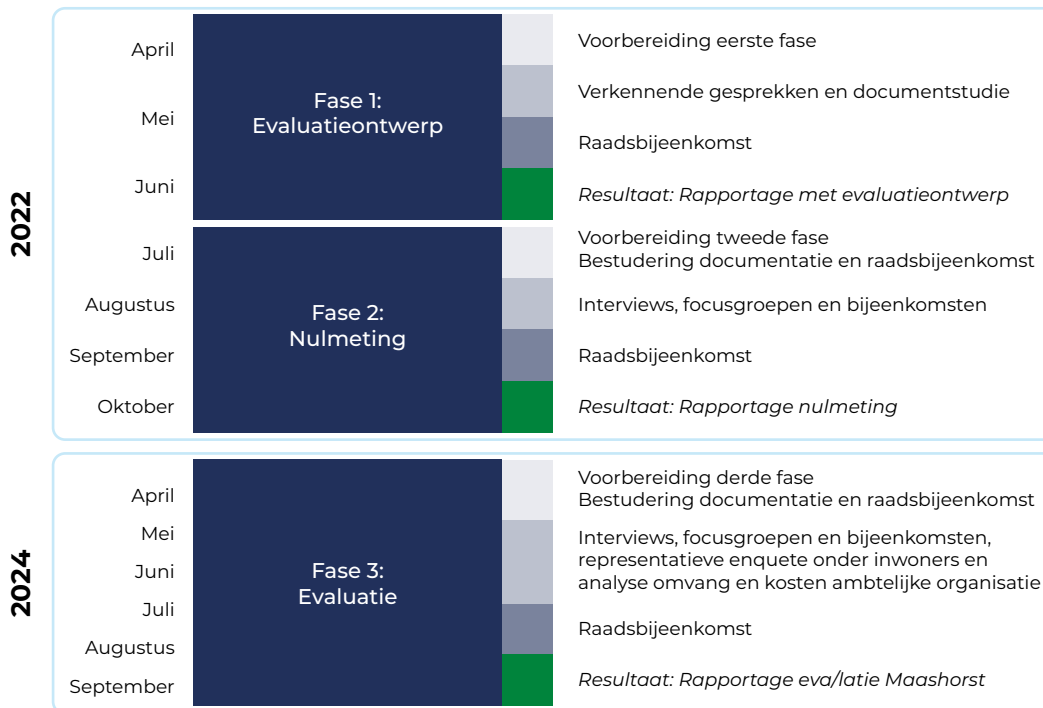 2022
April
Mei
Juni
Fase 1:
Evaluatieontwerp
Voorbereiding eerste fase
Verkennende gesprekken en documentstudie
Raadsbijeenkomst
Resultaat: Rapportage met evaluatieontwerp
Juli
Augustus
September
Oktober
Fase 2:
Nulmeting
Voorbereiding tweede fase
Bestudering documentatie en raadsbijeenkomst
Interviews, focusgroepen en bijeenkomsten
Raadsbijeenkomst
Resultaat: Rapportage nulmeting
2024
April
Mei
Juni
Juli
Augustus
September
Fase 3:
Evaluatie
Voorbereiding derde fase
Bestudering documentatie en raadsbijeenkomst
Interviews, focusgroepen en bijeenkomsten,
representatieve enquete onder inwoners en
analyse omvang en kosten ambtelijke organisatie
Raadsbijeenkomst
Resultaat: Rapportage eva/latie Maashorst